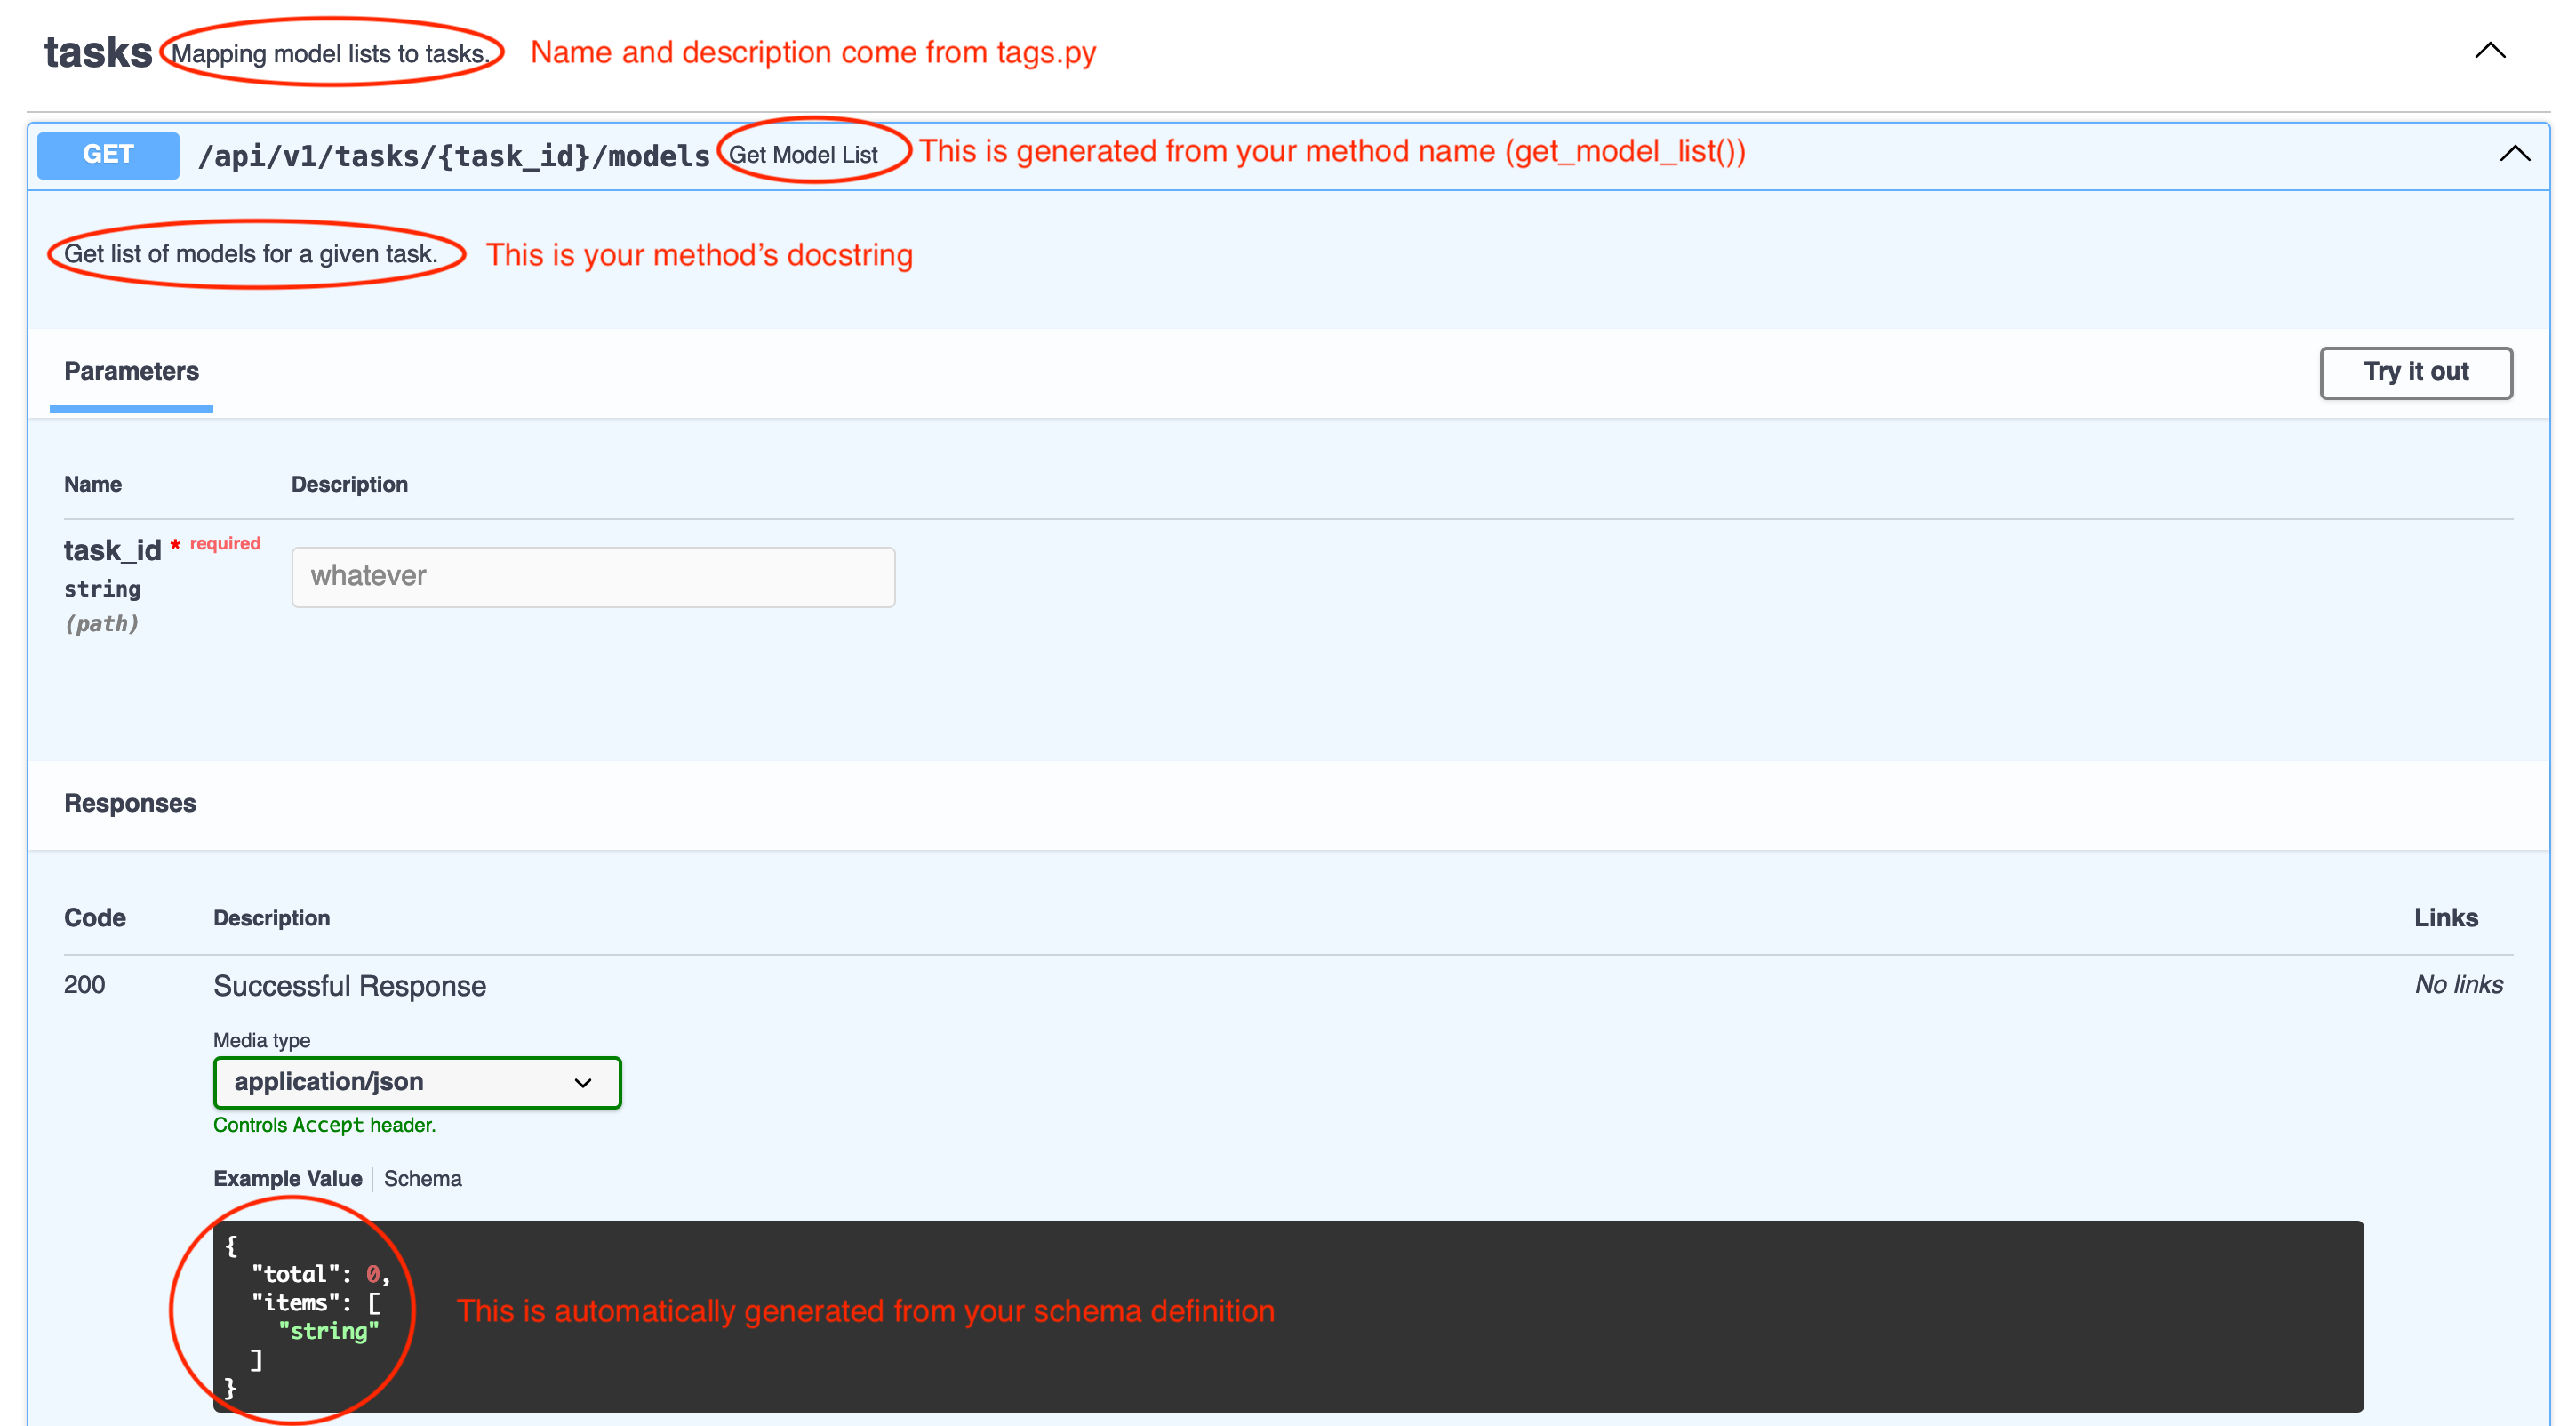 tasks Mapping model lists to tasks. Name and description come from tags.py
GET /api/v1/tasks/{task_id}/models Get Model List This is generated from your method name (get_model_list())
Get list of models for a given task. This is your method’s docstring
Parameters Try it out
Name Description
task_id * required
string
(path)
whatever
Responses
Code Description Links
200 Successful Response No links
Media type
application/json
Controls Accept header.
Example Value Schema
{
"total": 0,
"items": [
"string"
]
}
This is automatically generated from your schema definition